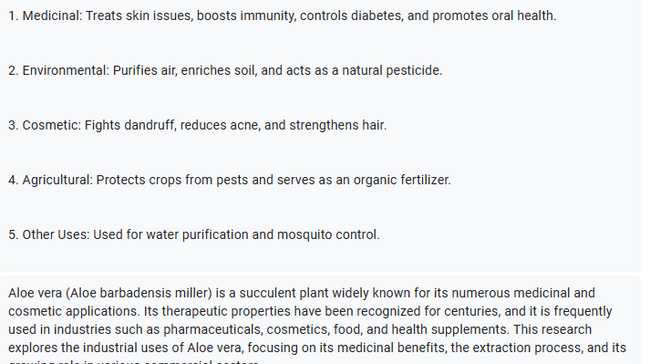 1. Medicinal: Treats skin issues, boosts immunity, controls diabetes, and promotes oral health.
2. Environmental: Purifies air, enriches soil, and acts as a natural pesticide.
3. Cosmetic: Fights dandruff, reduces acne, and strengthens hair.
4. Agricultural: Protects crops from pests and serves as an organic fertilizer.
5. Other Uses: Used for water purification and mosquito control.
Aloe vera (Aloe barbadensis miller) is a succulent plant widely known for its numerous medicinal and
cosmetic applications. Its therapeutic properties have been recognized for centuries, and it is frequently
used in industries such as pharmaceuticals, cosmetics, food, and health supplements. This research
explores the industrial uses of Aloe vera, focusing on its medicinal benefits, the extraction process, and its